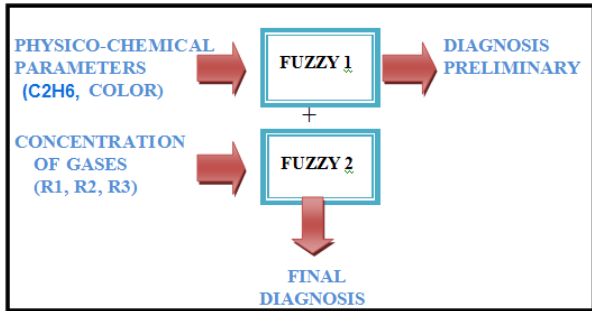 PHYSICO-CHEMICAL
PARAMETERS
(C2H6, COLOR)
FUZZY 1
DIAGNOSIS
PRELIMINARY
+
CONCENTRATION
OF GASES
(R1, R2, R3)
FUZZY 2
FINAL
DIAGNOSIS